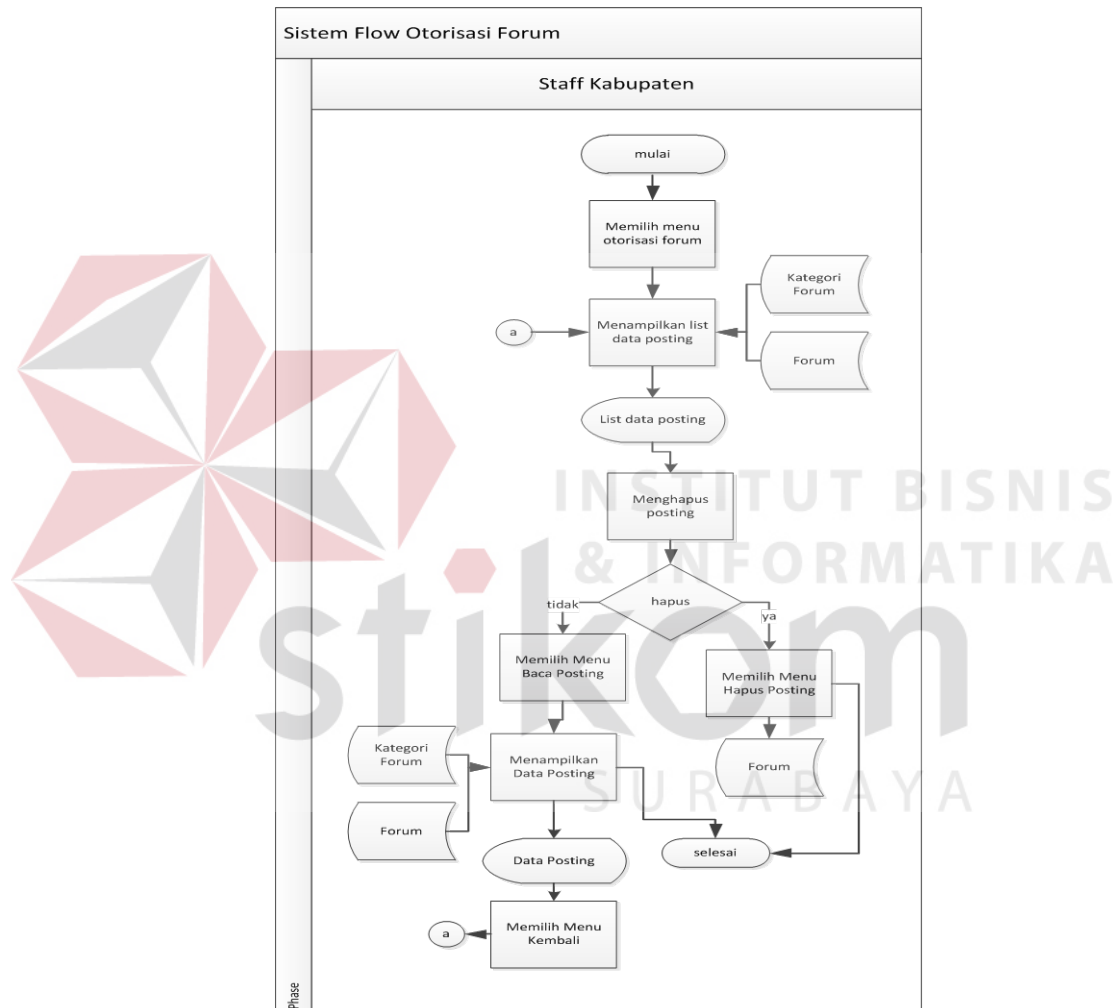 Sistem Flow Otorisasi Forum
Staff Kabupaten
mulai
Memilih menu
otorisasi forum
Kategori
Forum
a
Menampilkan list
data posting
Forum
List data posting
Menghapus
posting
hapus
tidak
ya
Memilih Menu
Baca Posting
Memilih Menu
Hapus Posting
Kategori
Forum
Menampilkan
Data Posting
Forum
Forum
Data Posting
selesai
a
Memilih Menu
Kembali
Phase
INSTITUT BISNIS
& INFORMATIKA
stikom
SURABAYA